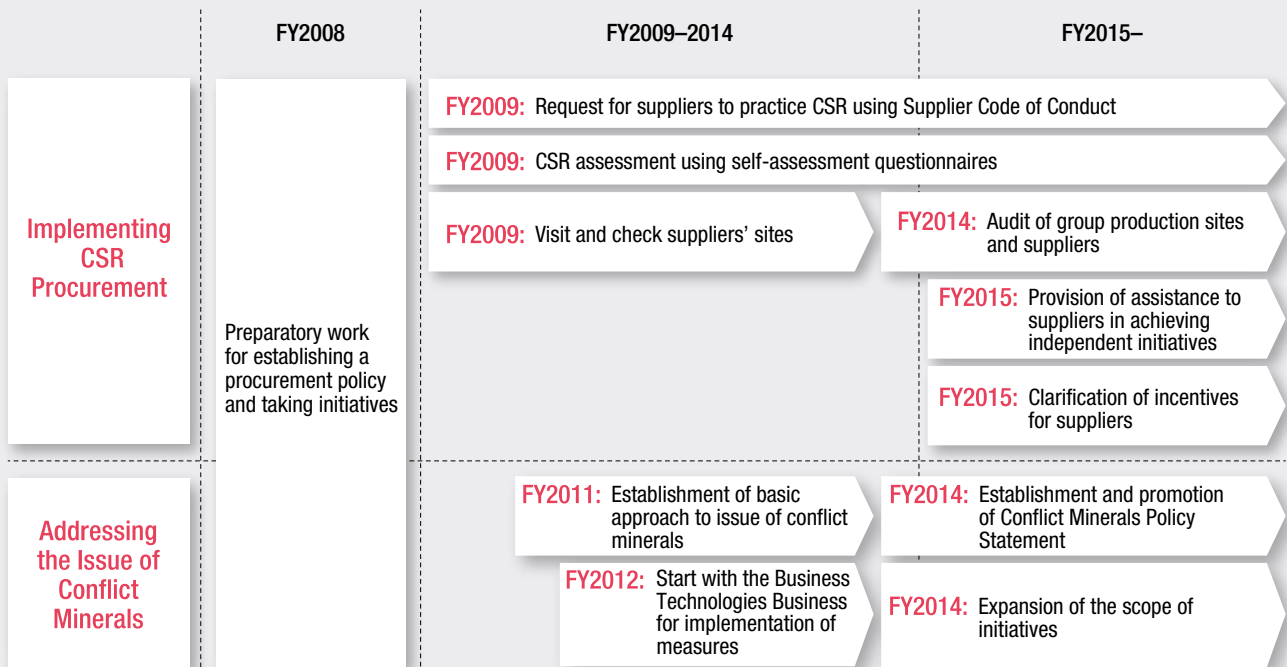 FY2008
FY2009–2014
FY2015-
Implementing
CSR
Procurement
Preparatory work
for establishing a
procurement policy
and taking initiatives
FY2009: Request for suppliers to practice CSR using Supplier Code of Conduct
FY2009: CSR assessment using self-assessment questionnaires
FY2009: Visit and check suppliers’ sites
FY2014: Audit of group production sites
and suppliers
FY2015: Provision of assistance to
suppliers in achieving
independent initiatives
FY2015: Clarification of incentives
for suppliers
Addressing
the Issue of
Conflict
Minerals
FY2011: Establishment of basic
approach to issue of conflict
minerals
FY2014: Establishment and promotion
of Conflict Minerals Policy
Statement
FY2012: Start with the Business
Technologies Business
for implementation of
measures
FY2014: Expansion of the scope of
initiatives